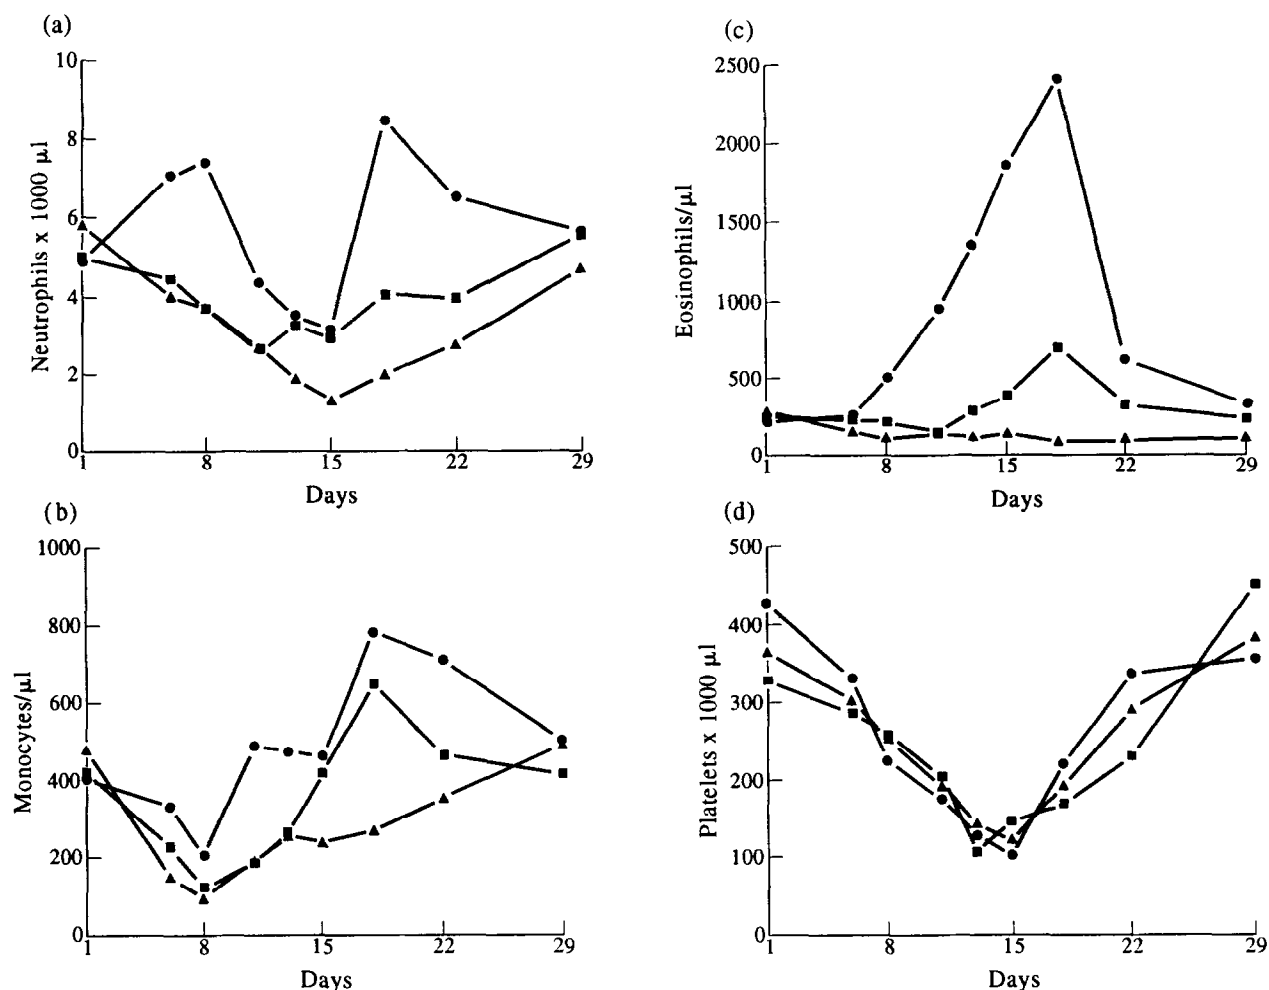 (a)
Neutrophils x 1000 µl
10
8
6
4
2
0
1 8 15 22 29
Days
(b)
Monocytes/µl
1000
800
600
400
200
0
1 8 15 22 29
Days
(c)
Eosinophils/µl
2500
2000
1500
1000
500
0
1 8 15 22 29
Days
(d)
Platelets x 1000 µl
500
400
300
200
100
0
1 8 15 22 29
Days